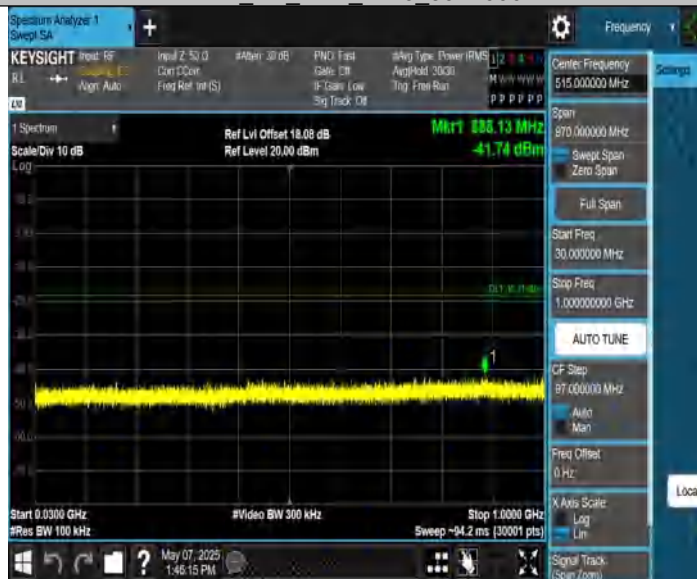 Spectrum Analyzer 1
Swept SA
Frequency
KEYSIGHT
Input: RF
Input Z: 50 Ω
#Atten: 30 dB
PNO: Fast
#Avg Type: Power (RMS)
RL
Align: Auto
Corr CCorr
Freq Ref: Int (S)
Gate: Off
IF Gain: Low
Sig Track: Off
Avg|Hold: 30/30
Trig: Free Run
P P P P P P
1 Spectrum
Scale/Div 10 dB
Log
Ref Lvl Offset 18.08 dB
Ref Level 20.00 dBm
Mkr1 888.13 MHz
-41.74 dBm
1
Start 0.0300 GHz
#Res BW 100 kHz
#Video BW 300 kHz
Stop 1.0000 GHz
Sweep ~94.2 ms (30001 pts)
May 07, 2025
1:46:15 PM
Center Frequency
515.000000 MHz
Settings
Span
970.000000 MHz
Swept Span
Zero Span
Full Span
Start Freq
30.000000 MHz
Stop Freq
1.000000000 GHz
AUTO TUNE
CF Step
97.000000 MHz
Auto
Man
Freq Offset
0 Hz
X Axis Scale
Log
Lin
Signal Track
(Span Zoom)
Loca